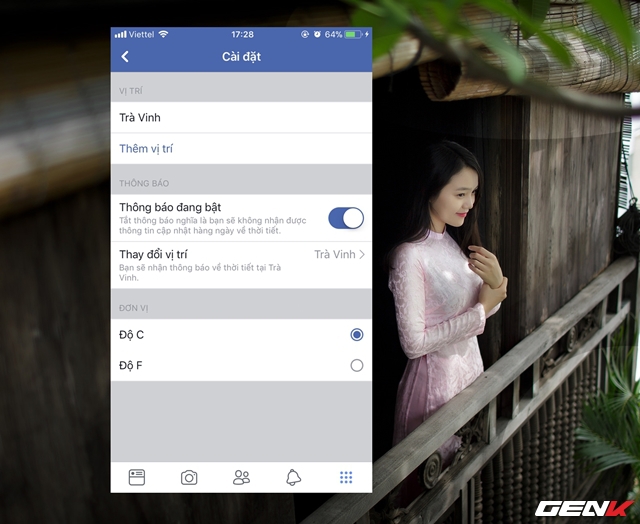 Viettel 17:28 64%
Cài đặt
VỊ TRÍ
Trà Vinh
Thêm vị trí
THÔNG BÁO
Thông báo đang bật
Tắt thông báo nghĩa là bạn sẽ không nhận được
thông tin cập nhật hàng ngày về thời tiết.
Thay đổi vị trí Trà Vinh
Bạn sẽ nhận thông báo về thời tiết tại Trà
Vinh.
ĐƠN VỊ
Độ C
Độ F
GENK